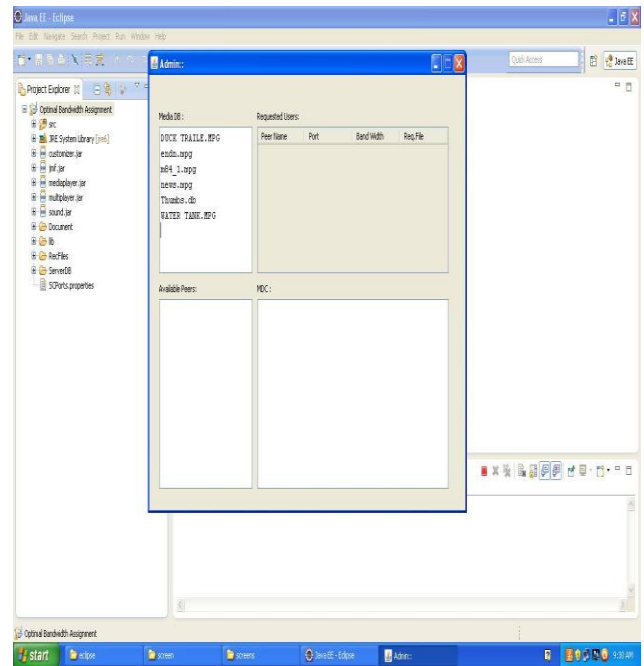 Java EE - Eclipse
File Edit Navigate Search Project Run Window Help
Quick Access
Java EE
Project Explorer
Optimal Bandwidth Assignment
src
JRE System Library [jre6]
customizer.jar
jmf.jar
mediaplayer.jar
multiplayer.jar
sound.jar
Document
lib
RecFiles
ServerDB
SCPorts.properties
Admin::
Media DB :
DUCK TRAILE.MPG
endn.mpg
m64_1.mpg
news.mpg
Thumbs.db
WATER TANK.MPG
Requested Users:
Peer Name Port Band Width Req.File
Available Peers:
MDC :
Optimal Bandwidth Assignment
start
eclipse
screen
screens
Java EE - Eclipse
Admin::
9:30 AM